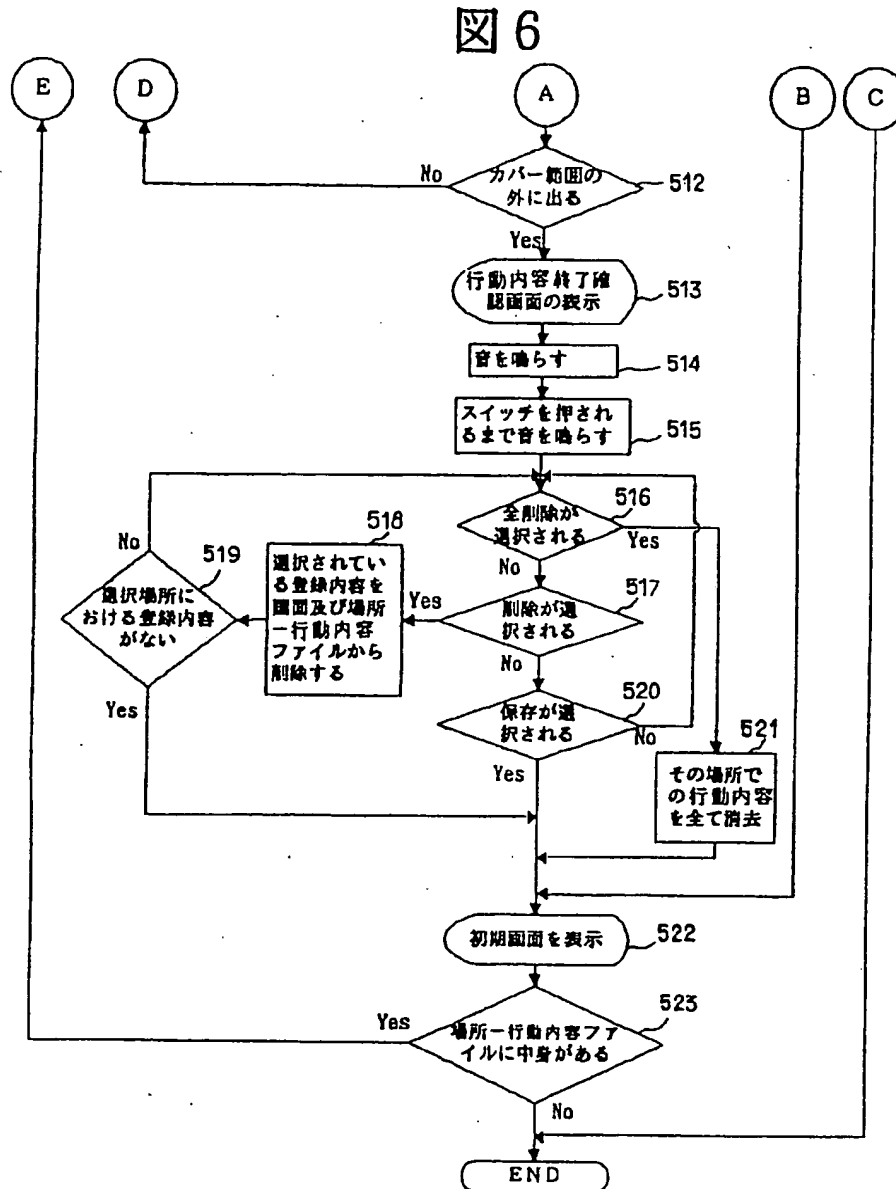 図6
E
D
A
B
C
カバー範囲の
外に出る
512
No
Yes
行動内容終了確
認画面の表示
513
音を鳴らす
514
スイッチを押され
るまで音を鳴らす
515
全削除が
選択される
516
Yes
No
削除が選
択される
517
Yes
No
518
選択されてい
る登録内容を
画面及び場所
ー行動内容
ファイルから
削除する
519
No
選択場所に
おける登録内容
がない
Yes
保存が選
択される
520
No
Yes
521
その場所で
の行動内容
を全て消去
初期画面を表示
522
523
Yes
場所ー行動内容ファ
イルに中身がある
No
END